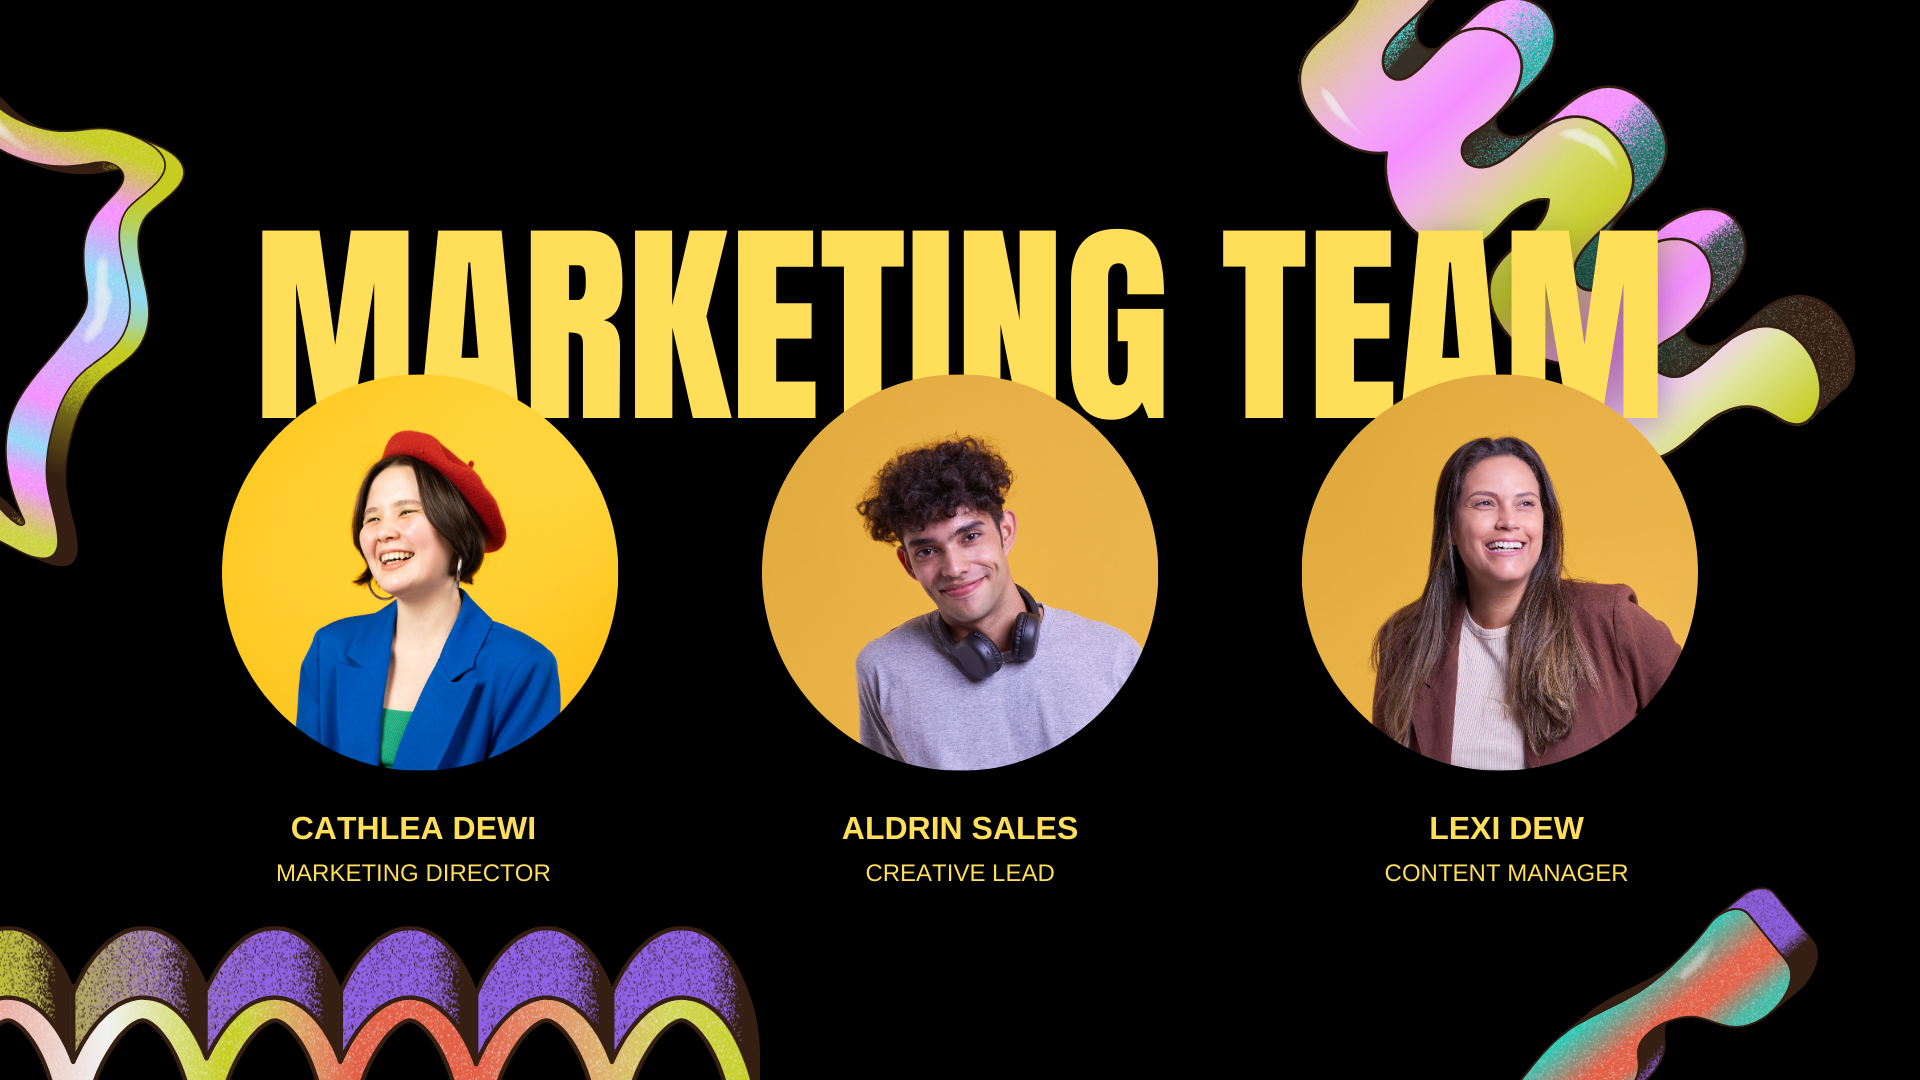 MARKETING TEAM
CATHLEA DEWI
MARKETING DIRECTOR
ALDRIN SALES
CREATIVE LEAD
LEXI DEW
CONTENT MANAGER